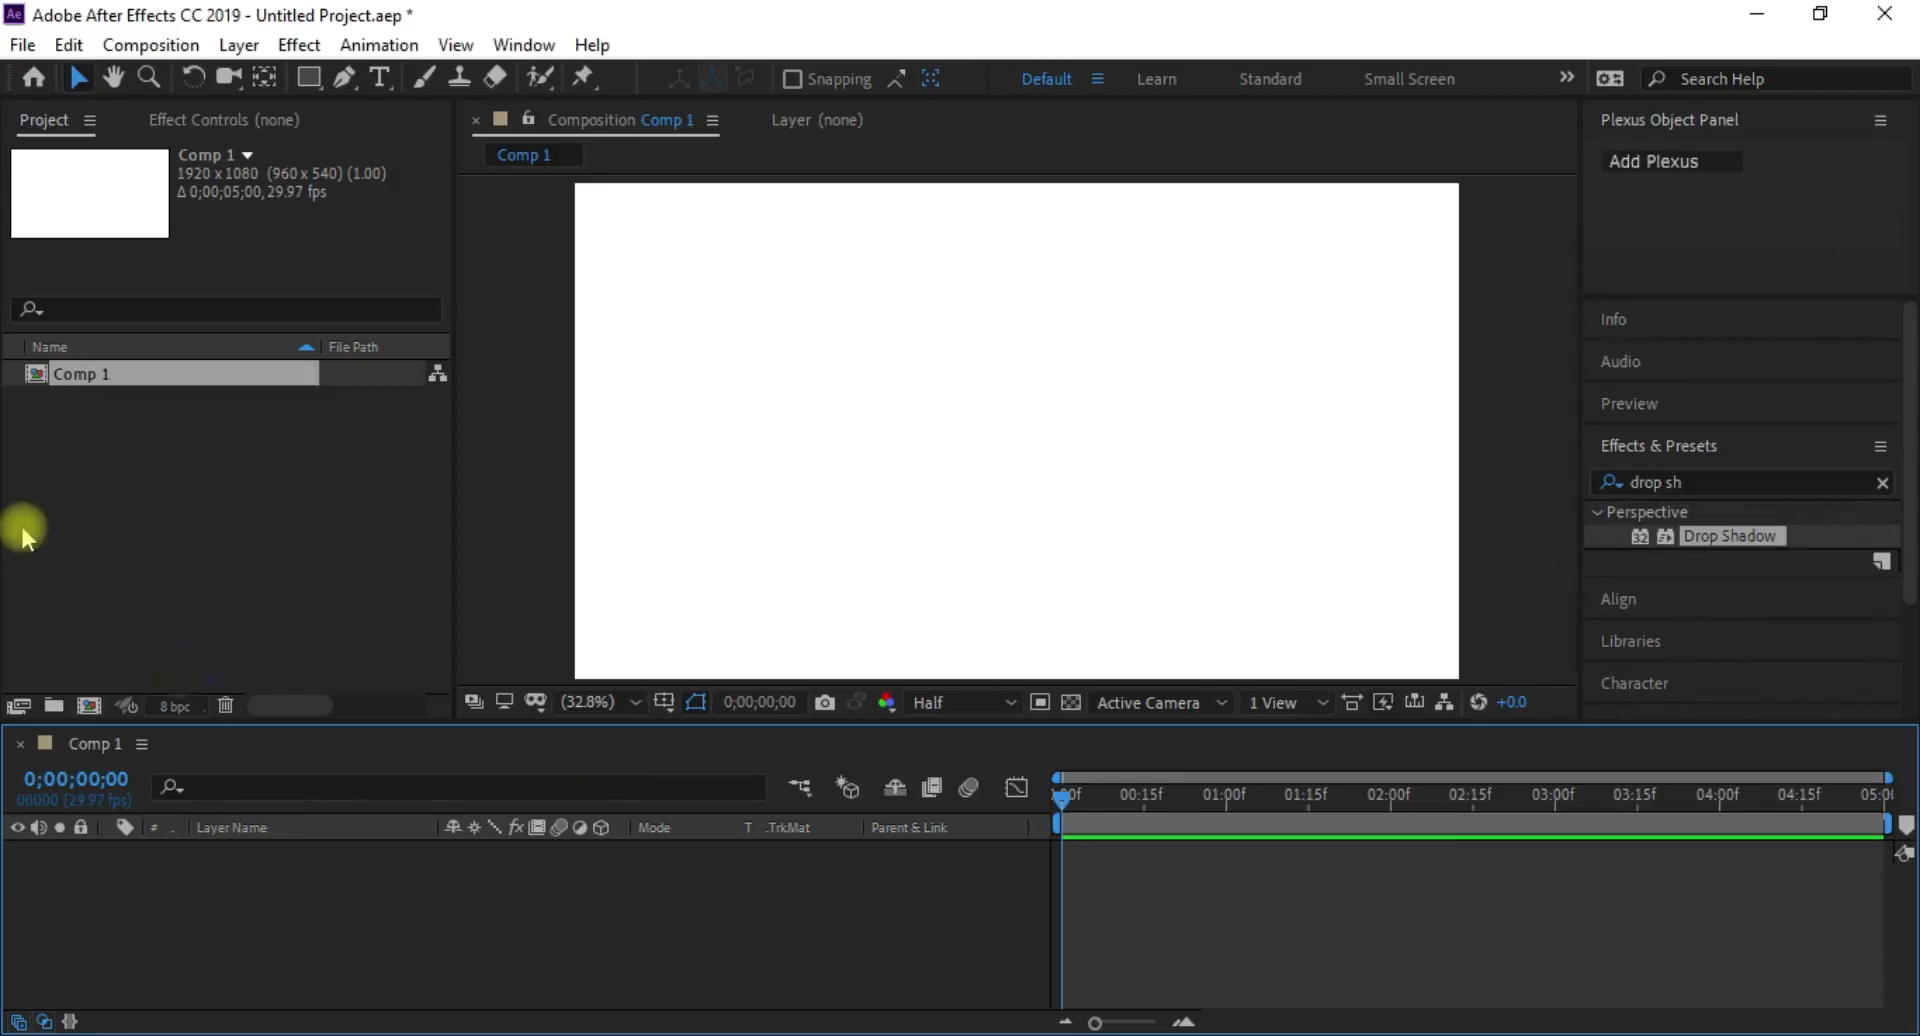 Ae Adobe After Effects CC 2019 - Untitled Project.aep *
File Edit Composition Layer Effect Animation View Window Help
Snapping Default Learn Standard Small Screen Search Help
Project Effect Controls (none)
Composition Comp 1 Layer (none)
Plexus Object Panel
Comp 1
1920 x 1080 (960 x 540) (1.00)
Δ 0;00;05;00, 29.97 fps
Comp 1
Add Plexus
Name File Path
Comp 1
Info
Audio
Preview
Effects & Presets
drop sh
Perspective
32 Drop Shadow
Align
Libraries
Character
8 bpc
(32.8%) 0;00;00;00 Half Active Camera 1 View +0.0
Comp 1
0;00;00;00
00000 (29.97 fps)
00f 00:15f 01:00f 01:15f 02:00f 02:15f 03:00f 03:15f 04:00f 04:15f 05:0
# . Layer Name fx Mode T .TrkMat Parent & Link